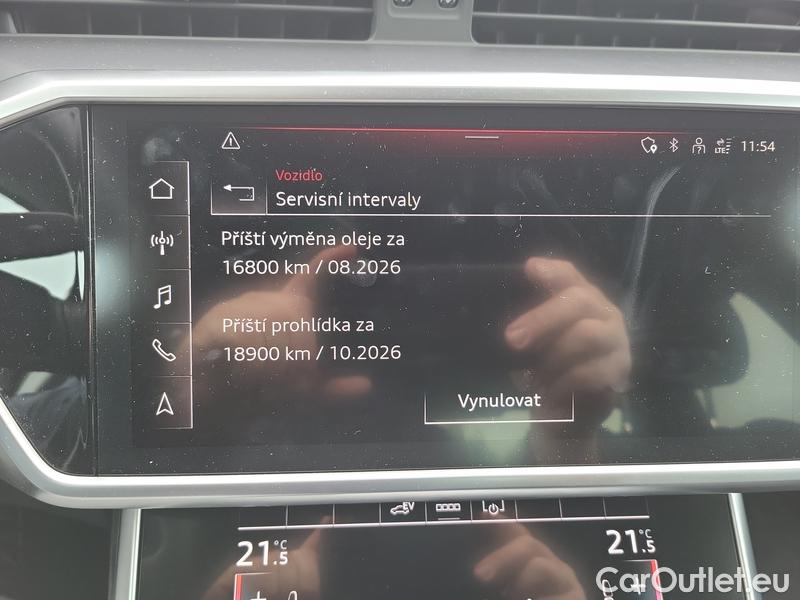 LTE
11:54
Vozidlo
Servisní intervaly
Příští výměna oleje za
16800 km / 08.2026
Příští prohlídka za
18900 km / 10.2026
Vynulovat
EV
21.5 °C
21.5 °C
CarOutlet.eu